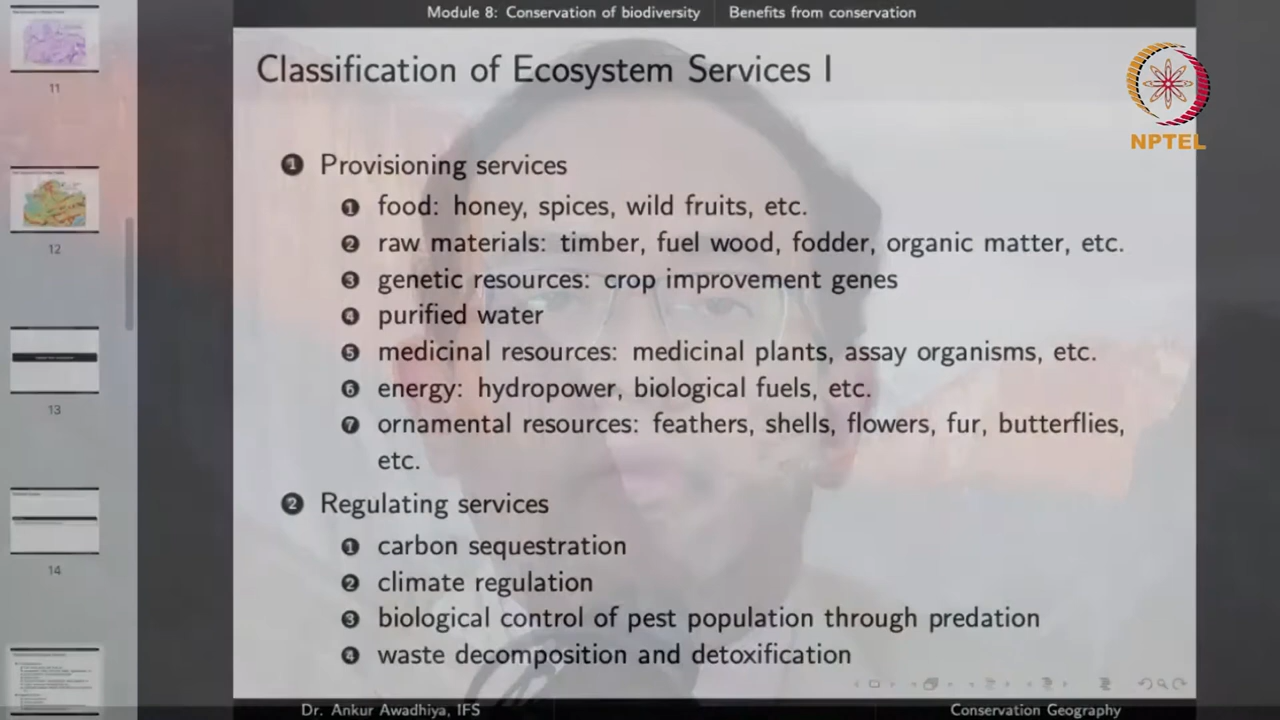 Module 8: Conservation of biodiversity Benefits from conservation
Classification of Ecosystem Services I
NPTEL
1 Provisioning services
1 food: honey, spices, wild fruits, etc.
2 raw materials: timber, fuel wood, fodder, organic matter, etc.
3 genetic resources: crop improvement genes
4 purified water
5 medicinal resources: medicinal plants, assay organisms, etc.
6 energy: hydropower, biological fuels, etc.
7 ornamental resources: feathers, shells, flowers, fur, butterflies,
etc.
2 Regulating services
1 carbon sequestration
2 climate regulation
3 biological control of pest population through predation
4 waste decomposition and detoxification
Dr. Ankur Awadhiya, IFS Conservation Geography
11
12
13
14